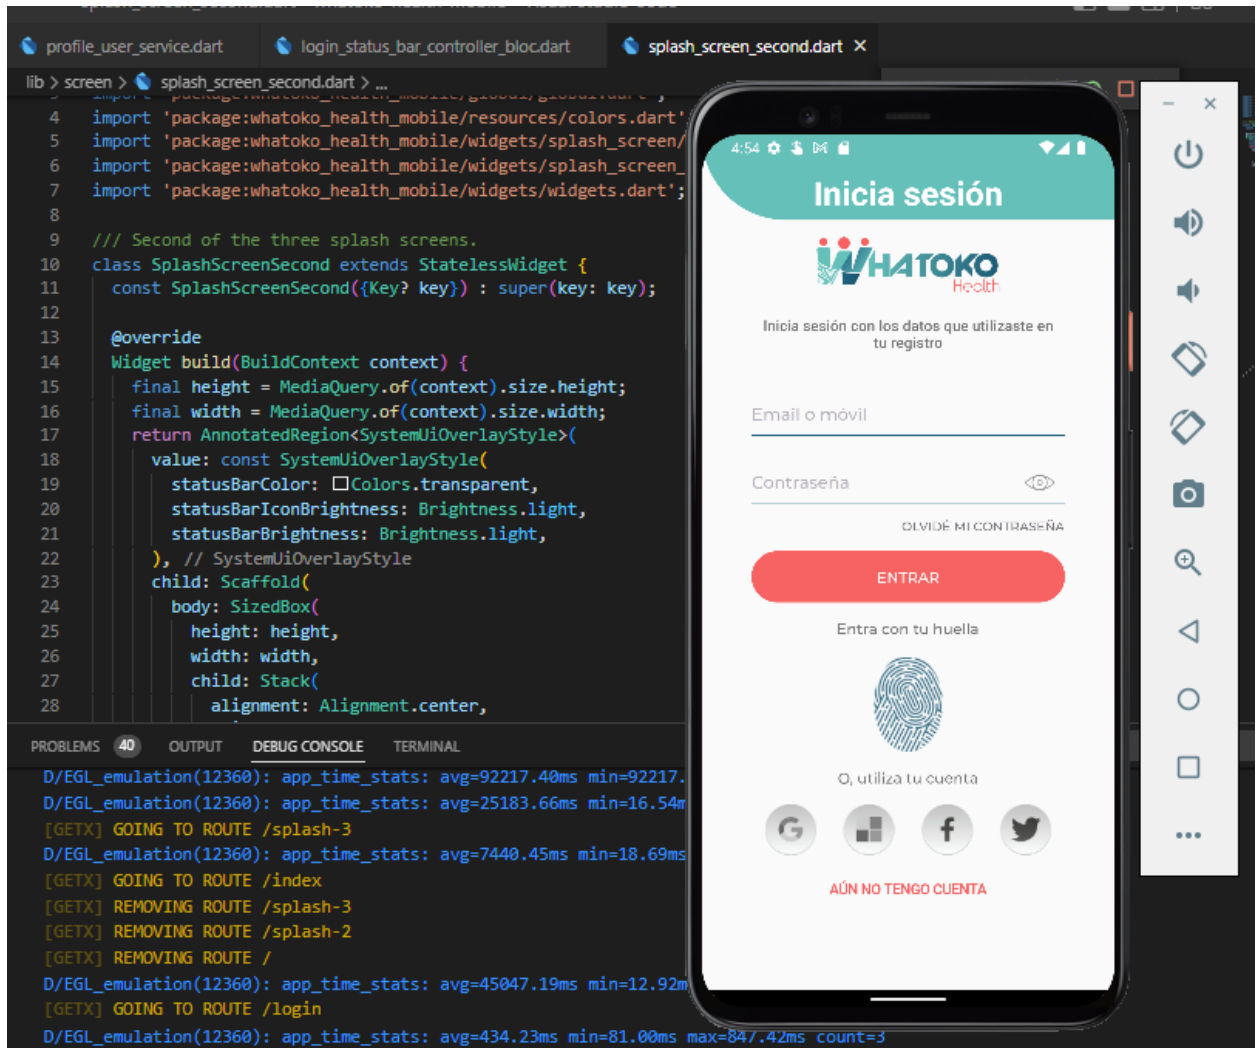 profile_user_service.dart
login_status_bar_controller_bloc.dart
splash_screen_second.dart
lib > screen > splash_screen_second.dart > ...
4 import 'package:whatoko_health_mobile/resources/colors.dart'
5 import 'package:whatoko_health_mobile/widgets/splash_screen/
6 import 'package:whatoko_health_mobile/widgets/splash_screen_
7 import 'package:whatoko_health_mobile/widgets/widgets.dart';
8
9 /// Second of the three splash screens.
10 class SplashScreenSecond extends StatelessWidget {
11 const SplashScreenSecond({Key? key}) : super(key: key);
12
13 @override
14 Widget build(BuildContext context) {
15 final height = MediaQuery.of(context).size.height;
16 final width = MediaQuery.of(context).size.width;
17 return AnnotatedRegion<SystemUiOverlayStyle>(
18 value: const SystemUiOverlayStyle(
19 statusBarColor: Colors.transparent,
20 statusBarIconBrightness: Brightness.light,
21 statusBarBrightness: Brightness.light,
22 ), // SystemUiOverlayStyle
23 child: Scaffold(
24 body: SizedBox(
25 height: height,
26 width: width,
27 child: Stack(
28 alignment: Alignment.center,
PROBLEMS 40 OUTPUT DEBUG CONSOLE TERMINAL
D/EGL_emulation(12360): app_time_stats: avg=92217.40ms min=92217.
D/EGL_emulation(12360): app_time_stats: avg=25183.66ms min=16.54m
[GETX] GOING TO ROUTE /splash-3
D/EGL_emulation(12360): app_time_stats: avg=7440.45ms min=18.69ms
[GETX] GOING TO ROUTE /index
[GETX] REMOVING ROUTE /splash-3
[GETX] REMOVING ROUTE /splash-2
[GETX] REMOVING ROUTE /
D/EGL_emulation(12360): app_time_stats: avg=45047.19ms min=12.92m
[GETX] GOING TO ROUTE /login
D/EGL_emulation(12360): app_time_stats: avg=434.23ms min=81.00ms max=847.42ms count=3
4:54
Inicia sesión
WHATOKO
Health
Inicia sesión con los datos que utilizaste en
tu registro
Email o móvil
Contraseña
OLVIDÉ MI CONTRASEÑA
ENTRAR
Entra con tu huella
O, utiliza tu cuenta
AÚN NO TENGO CUENTA